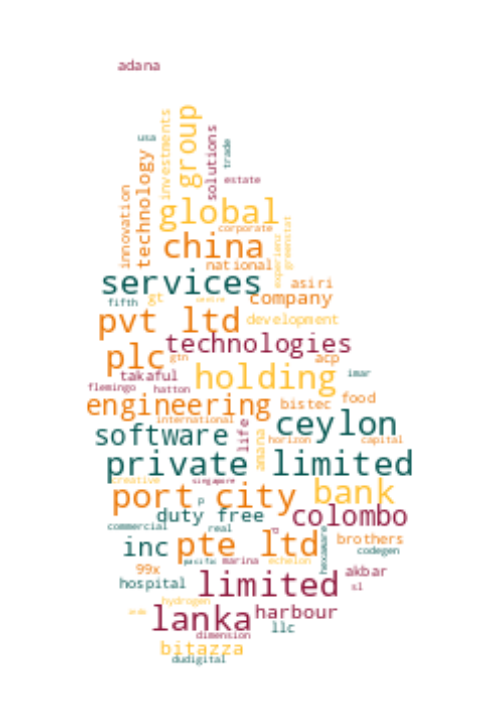 adana
usa
investments
group
solutions
trade
technology
innovation
estate
global
corporate
china
experienz
greenstat
national
services
asiri
fifth
gt
company
pvt ltd
development
technologies
plc
gtn
acp
takaful
holding
imar
flemingo
hatton
engineering
bistec
food
international
ceylon
software
life
amana
horizon
capital
private limited
creative
singapore
port city
bank
p
duty free
colombo
commercial
real
inc
pte ltd
hexaware
brothers
codegen
pacific
marina
echelon
99x
akbar
hospital
limited
sl
hydrogen
lanka
harbour
llc
dimension
bitazza
dudigital